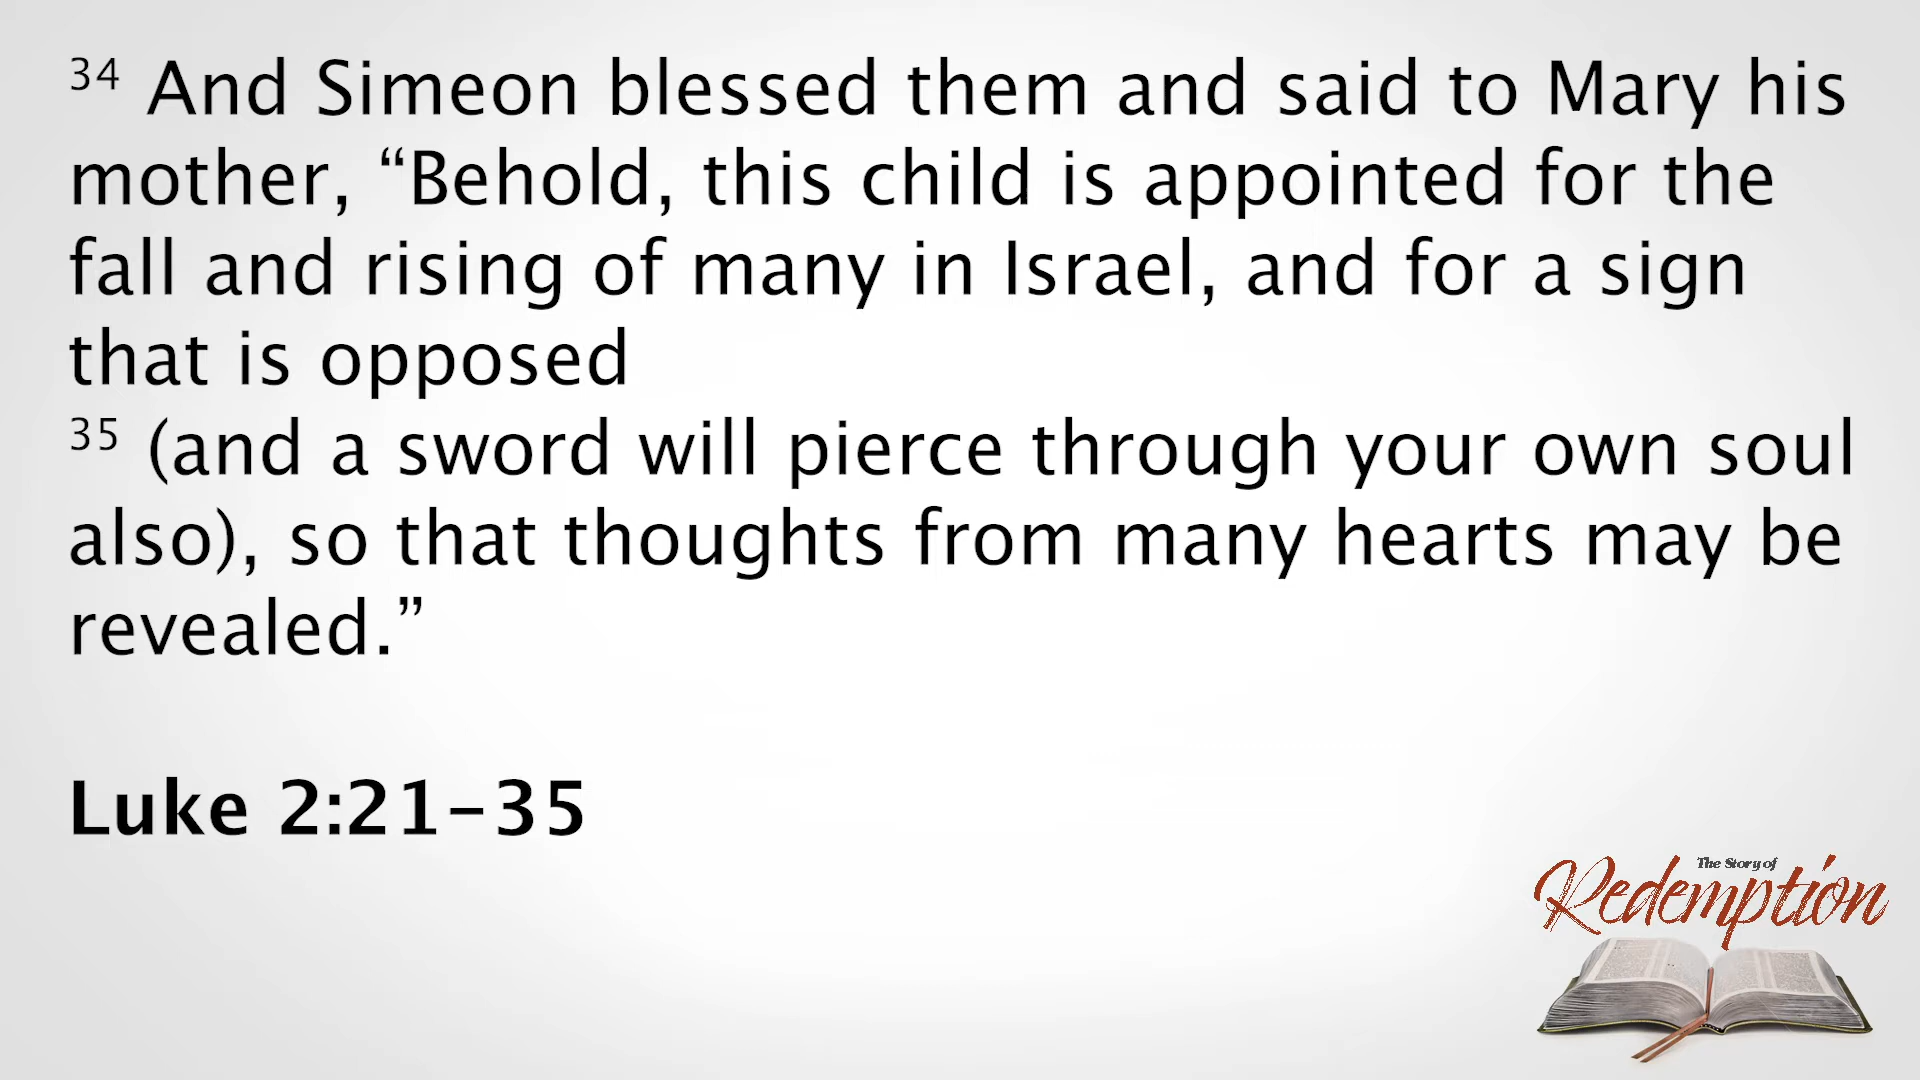 34 And Simeon blessed them and said to Mary his
mother, “Behold, this child is appointed for the
fall and rising of many in Israel, and for a sign
that is opposed
35 (and a sword will pierce through your own soul
also), so that thoughts from many hearts may be
revealed.”
Luke 2:21-35
The Story of
Redemption